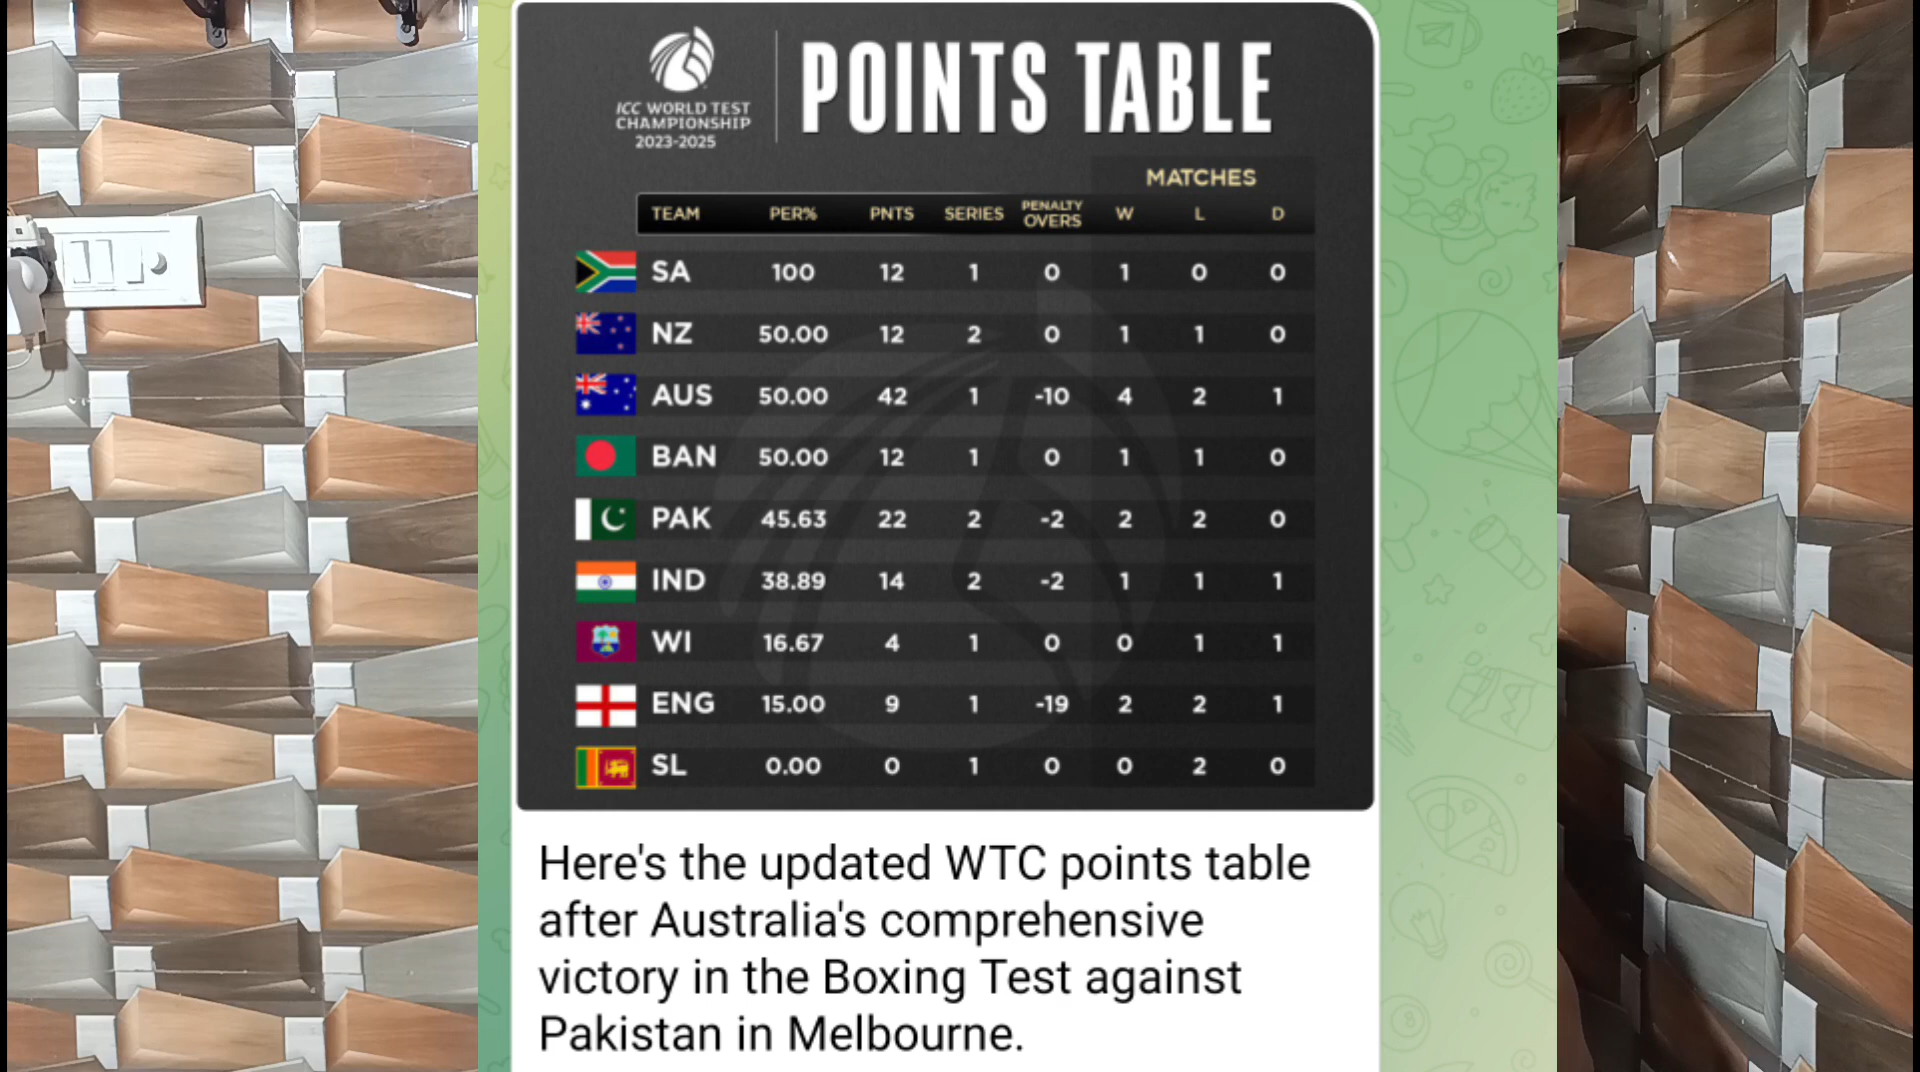 ICC WORLD TEST
CHAMPIONSHIP
2023-2025
POINTS TABLE
MATCHES
TEAM PER% PNTS SERIES PENALTY OVERS W L D
SA 100 12 1 0 1 0 0
NZ 50.00 12 2 0 1 1 0
AUS 50.00 42 1 -10 4 2 1
BAN 50.00 12 1 0 1 1 0
PAK 45.63 22 2 -2 2 2 0
IND 38.89 14 2 -2 1 1 1
WI 16.67 4 1 0 0 1 1
ENG 15.00 9 1 -19 2 2 1
SL 0.00 0 1 0 0 2 0
Here's the updated WTC points table
after Australia's comprehensive
victory in the Boxing Test against
Pakistan in Melbourne.